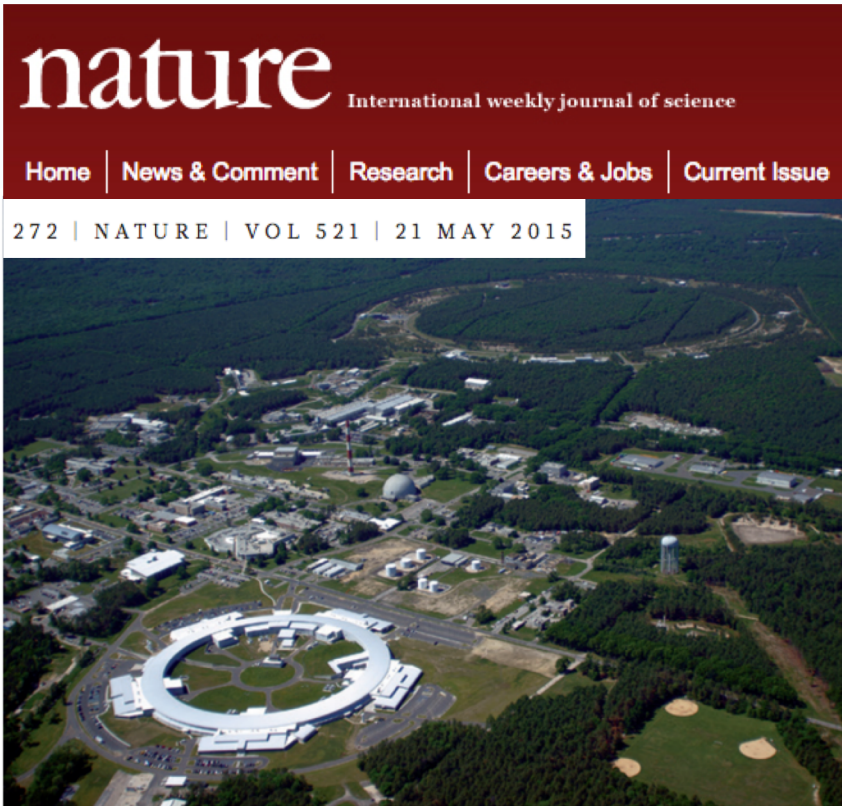 nature International weekly journal of science
Home | News & Comment | Research | Careers & Jobs | Current Issue
272 | NATURE | VOL 521 | 21 MAY 2015